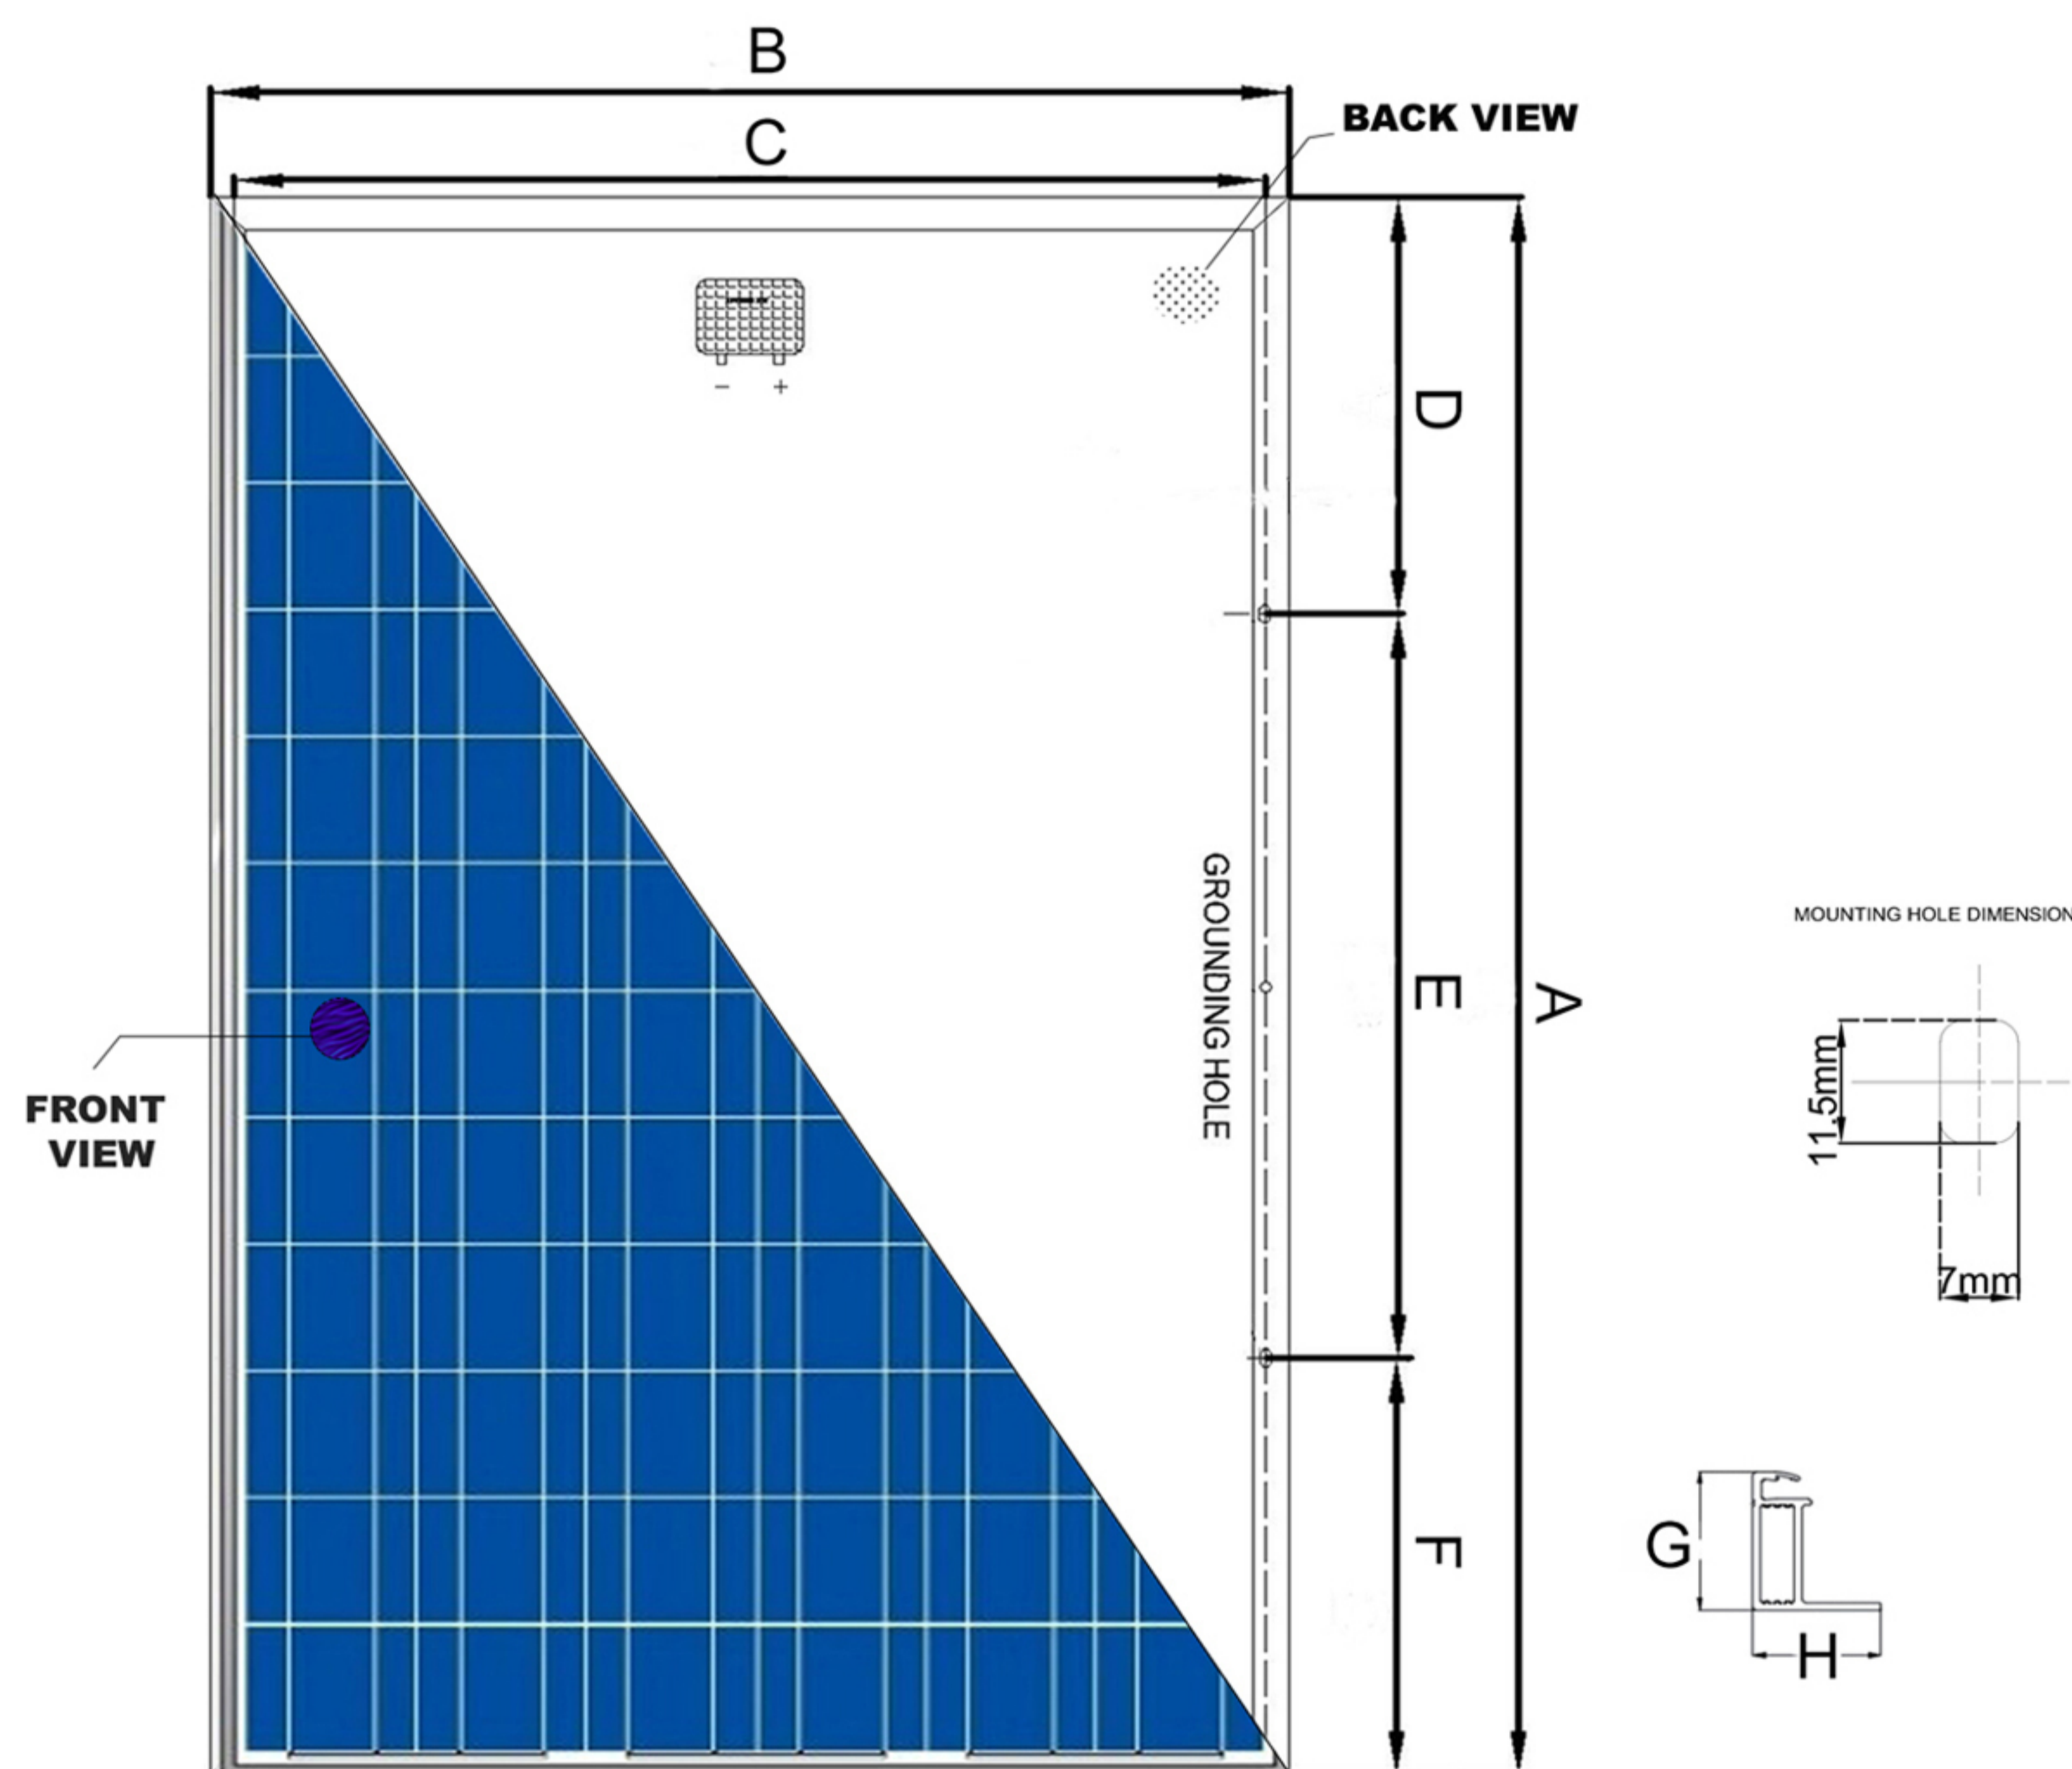 B
C
BACK VIEW
− +
D
GROUNDING HOLE
E
A
F
FRONT
VIEW
MOUNTING HOLE DIMENSION
11.5mm
7mm
G
H